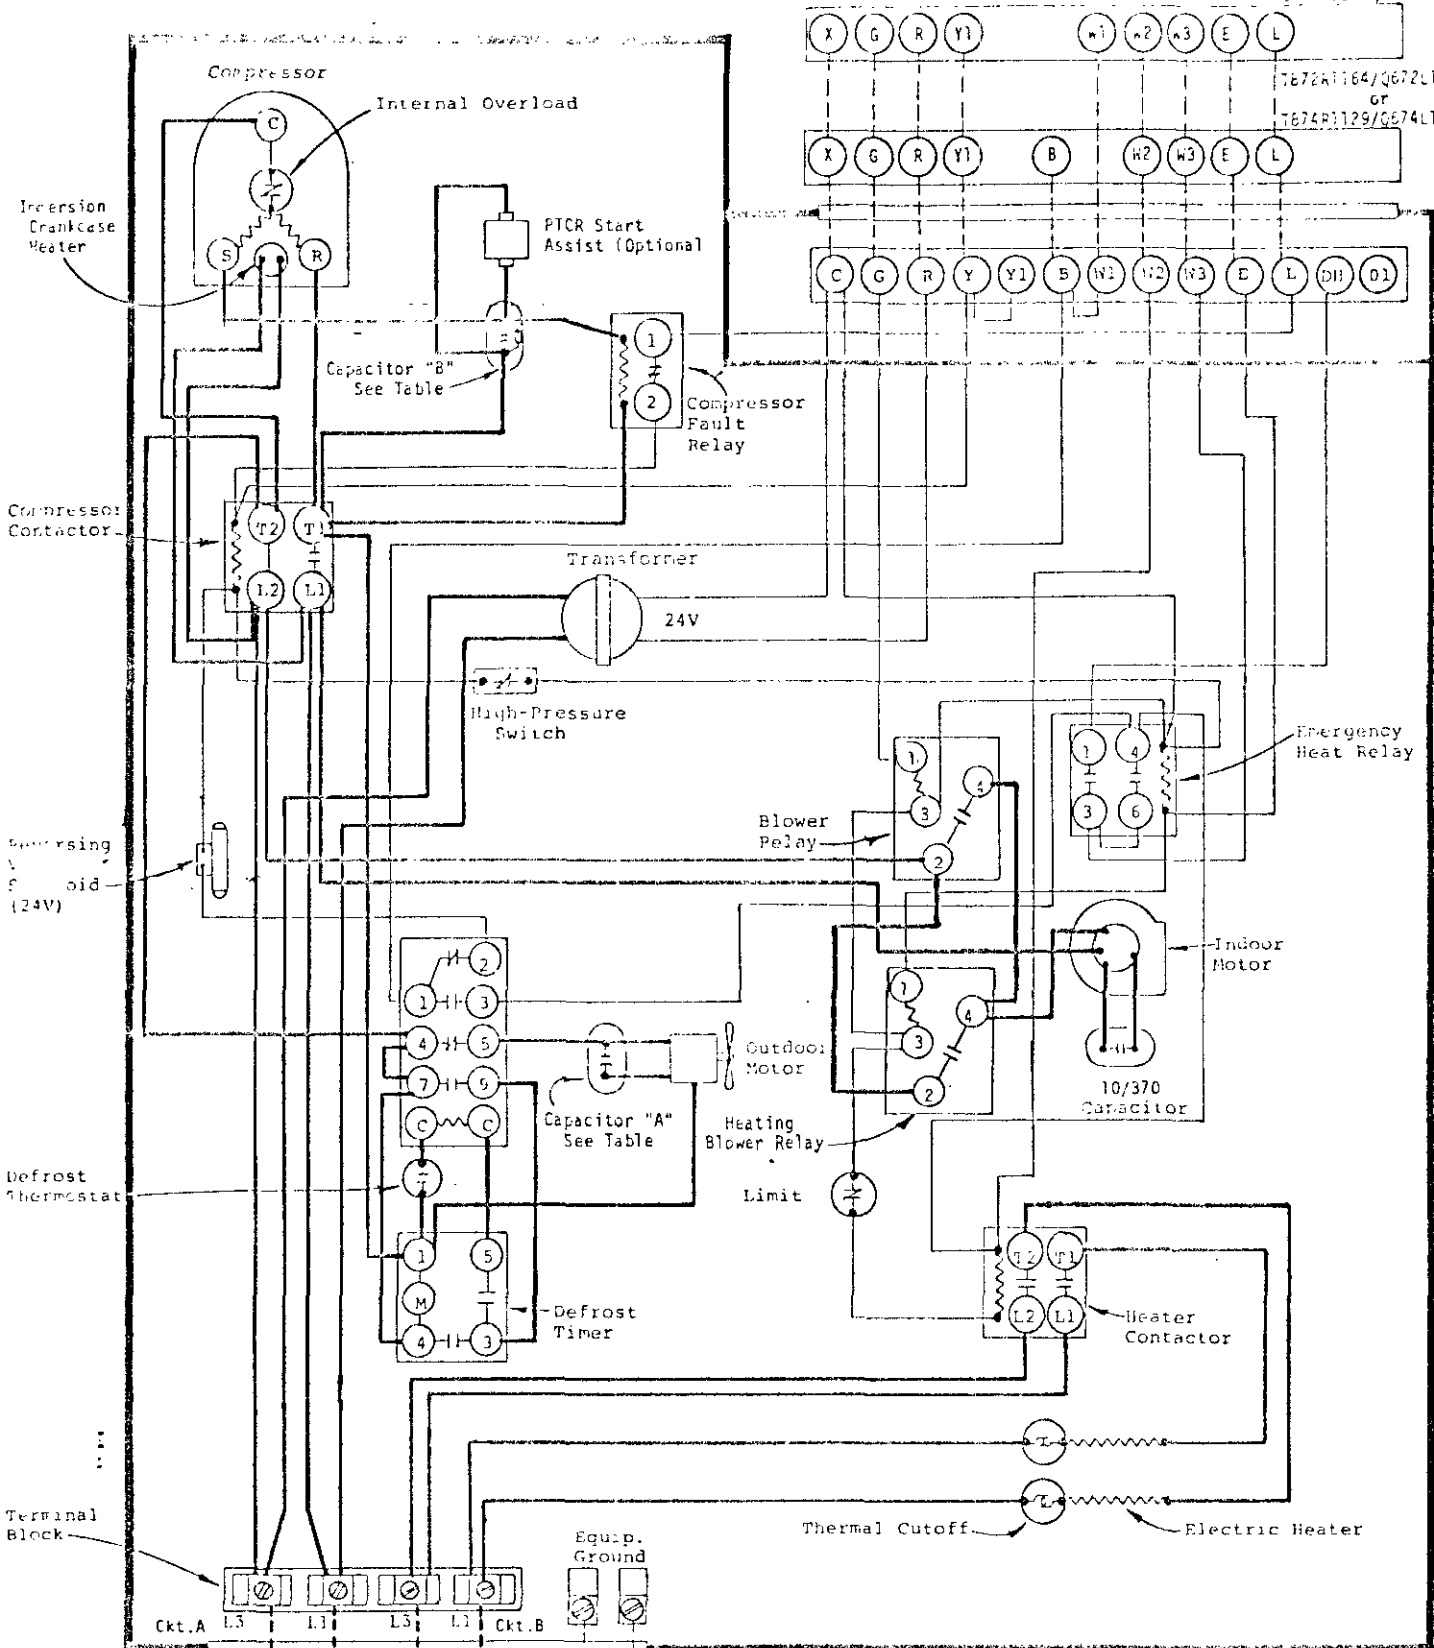 X G R Y1 W1 W2 W3 E L
T872R1164/Q672L1
or
T874R1129/Q674L1
X G R Y1 B W2 W3 E L
C G R Y Y1 B W1 W2 W3 E L DH O1
Compressor
Internal Overload
C
S R
Crankcase
Heater
PTCR Start
Assist (Optional
Capacitor "B"
See Table
1
2
Compressor
Fault
Relay
Compressor
Contactor
T2 T1
L2 L1
Transformer
24V
High-Pressure
Switch
Emergency
Heat Relay
1 4
3 6
Blower
Relay
1
4
3
2
(24V)
Indoor
Motor
10/370
Capacitor
1
4
3
2
Heating
Blower Relay
2
1 3
4 5
7 9
C C
Outdoor
Motor
Capacitor "A"
See Table
Defrost
Thermostat
Limit
1 5
M
4 3
Defrost
Timer
T2 T1
L2 L1
Heater
Contactor
Thermal Cutoff
Electric Heater
Terminal
Block
Equip.
Ground
Ckt.A L3 L1 L3 L1 Ckt.B